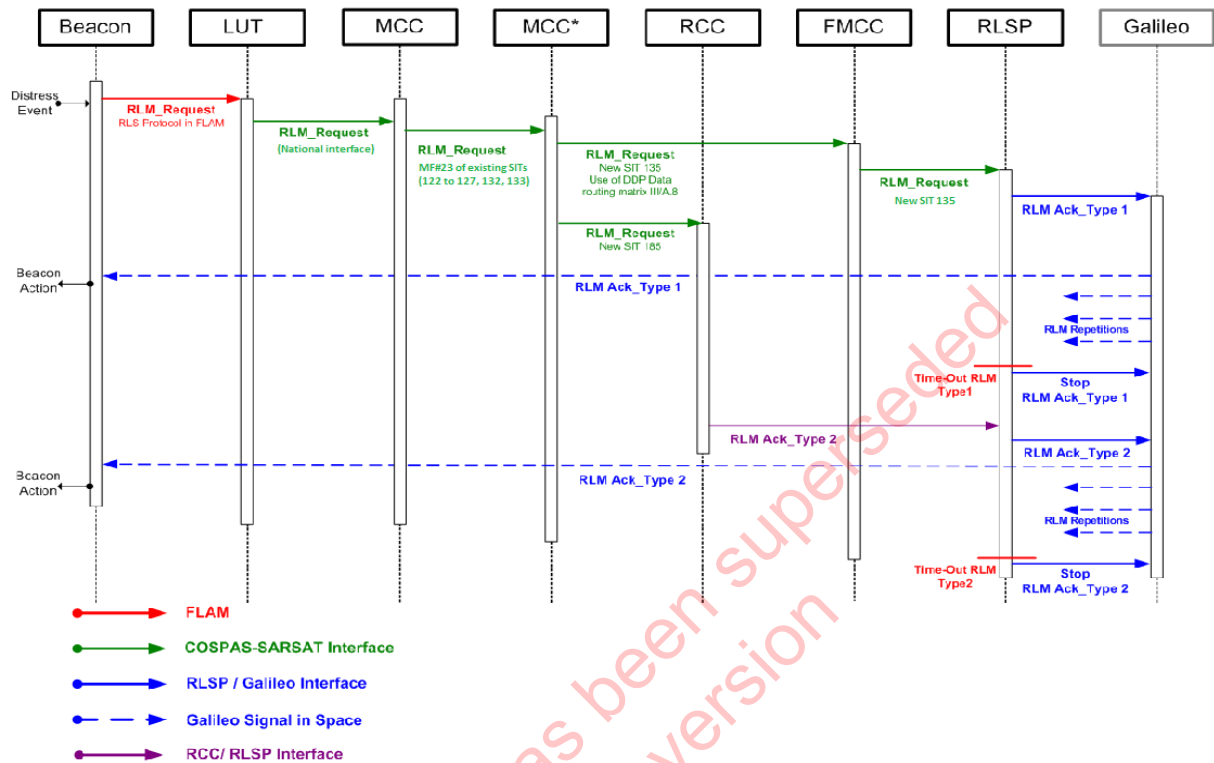 Beacon LUT MCC MCC* RCC FMCC RLSP Galileo
Distress
Event
RLM_Request
RLS Protocol in FLAM
RLM_Request
(National interface)
RLM_Request
MF#23 of existing SITs
(122 to 127, 132, 133)
RLM_Request
New SIT 135
Use of DDP Data
routing matrix III/A.8
RLM_Request
New SIT 135
RLM Ack_Type 1
RLM_Request
New SIT 185
Beacon
Action
RLM Ack_Type 1
RLM Repetitions
Time-Out RLM
Type1
Stop
RLM Ack_Type 1
RLM Ack_Type 2
RLM Ack_Type 2
Beacon
Action
RLM Ack_Type 2
RLM Repetitions
Time-Out RLM
Type2
Stop
RLM Ack_Type 2
FLAM
COSPAS-SARSAT Interface
RLSP / Galileo Interface
Galileo Signal in Space
RCC/ RLSP Interface
as been superseded
version